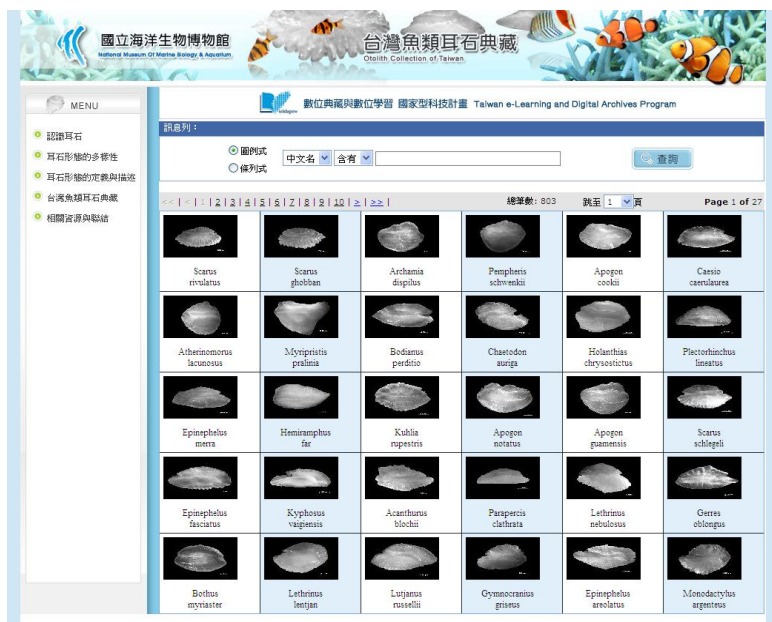 國立海洋生物博物館
National Museum Of Marine Biology & Aquarium
台灣魚類耳石典藏
Otolith Collection of Taiwan
MENU
認識耳石
耳石形態的多樣性
耳石形態的定義與描述
台灣魚類耳石典藏
相關資源與聯結
數位典藏與數位學習 國家型科技計畫 Taiwan e-Learning and Digital Archives Program
訊息列：
圖例式
條列式
中文名 含有
查詢
<< | < | 1 | 2 | 3 | 4 | 5 | 6 | 7 | 8 | 9 | 10 | > | >> | 總筆數: 803 跳至 1 頁 Page 1 of 27
Scarus rivulatus
Scarus ghobban
Archamia dispilus
Pempheris schwenkii
Apogon cookii
Caesio caerulaurea
Atherinomorus lacunosus
Myripristis pralinia
Bodianus perditio
Chaetodon auriga
Holanthias chrysostictus
Plectorhinchus lineatus
Epinephelus merra
Hemiramphus far
Kuhlia rupestris
Apogon notatus
Apogon guamensis
Scarus schlegeli
Epinephelus fasciatus
Kyphosus vaigiensis
Acanthurus blochii
Parapercis clathrata
Lethrinus nebulosus
Gerres oblongus
Bothus myriaster
Lethrinus lentjan
Lutjanus russellii
Gymnocranius griseus
Epinephelus areolatus
Monodactylus argenteus